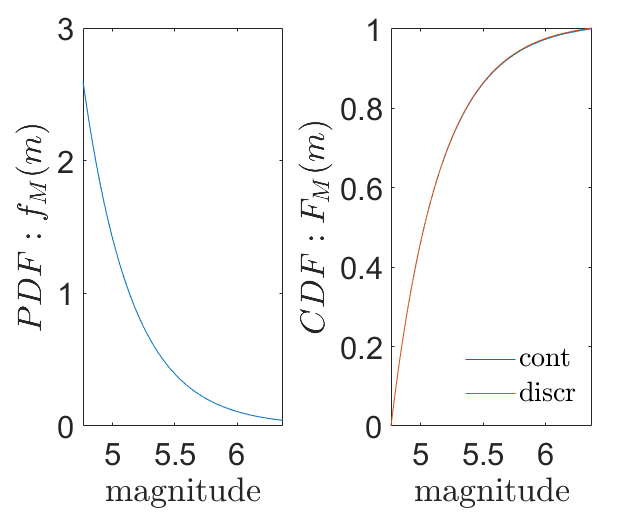 3
2
1
0
PDF : f_M(m)
5 5.5 6
magnitude
1
0.8
0.6
0.4
0.2
0
CDF : F_M(m)
cont
discr
5 5.5 6
magnitude